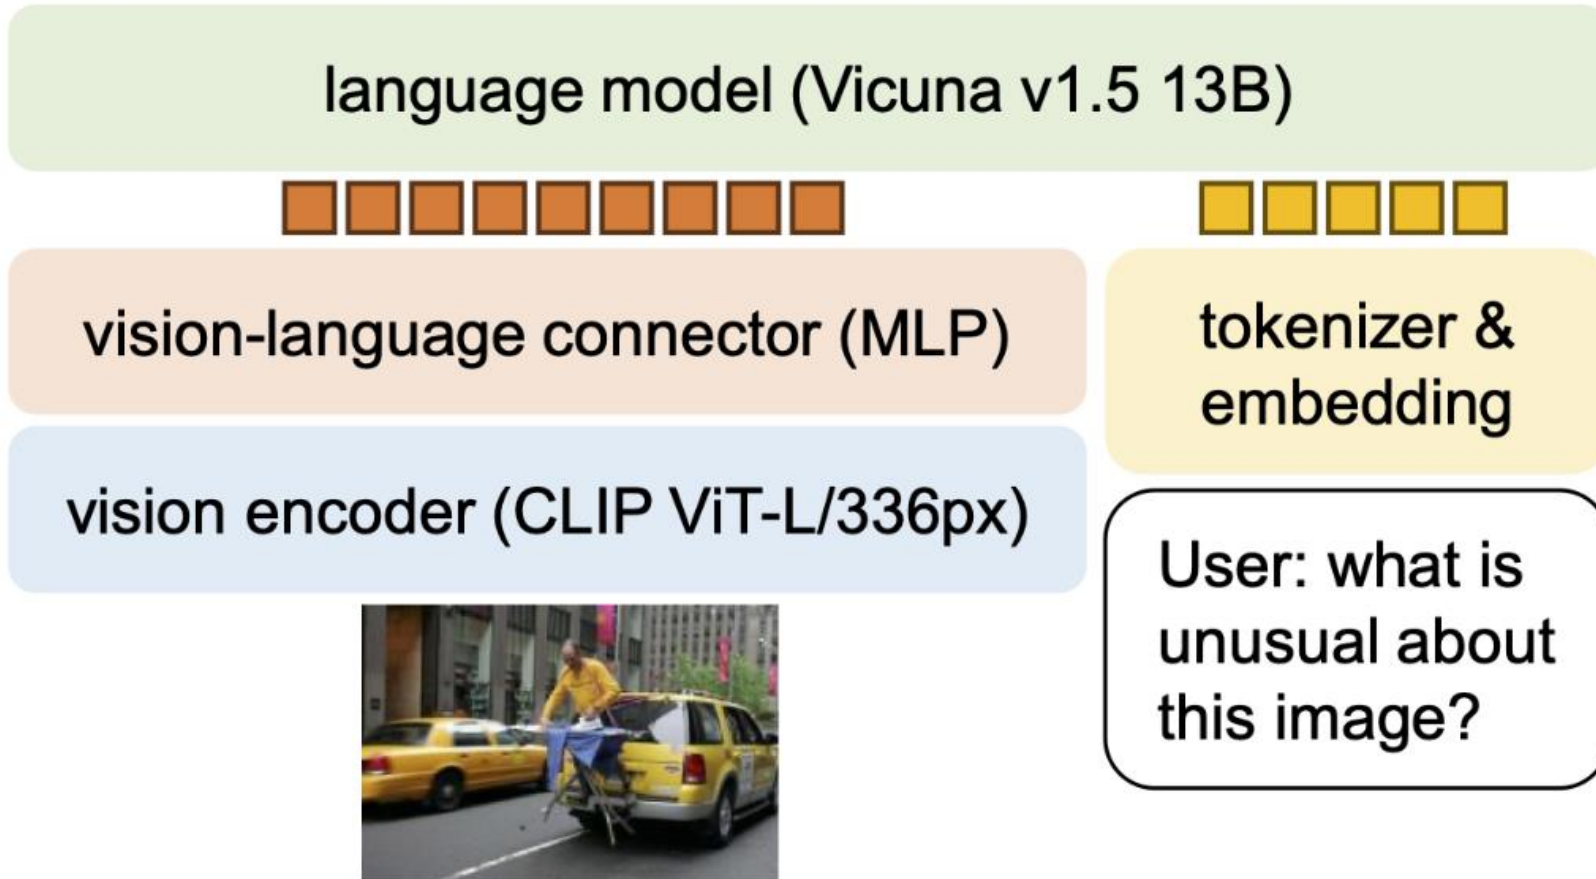 language model (Vicuna v1.5 13B)
vision-language connector (MLP)
tokenizer &
embedding
vision encoder (CLIP ViT-L/336px)
User: what is
unusual about
this image?